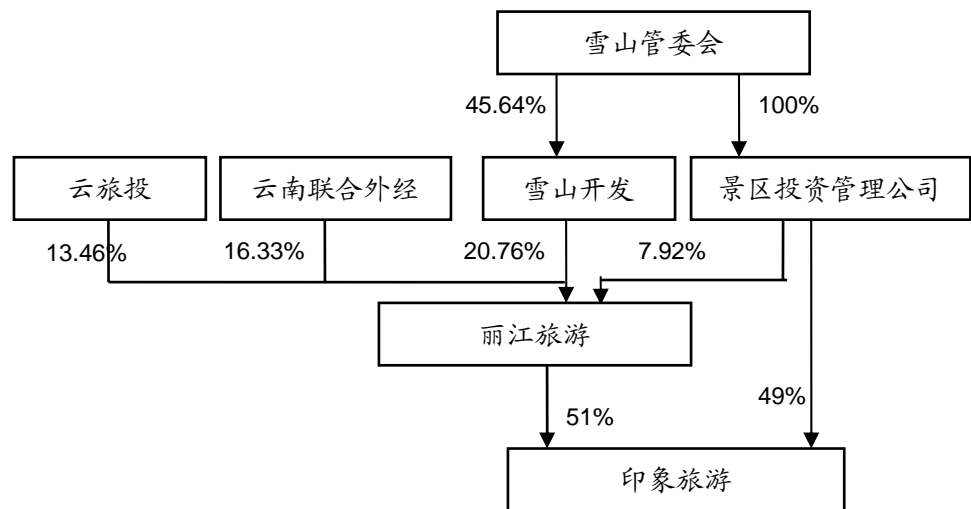 雪山管委会
45.64%
100%
云旅投
云南联合外经
雪山开发
景区投资管理公司
13.46%
16.33%
20.76%
7.92%
丽江旅游
51%
49%
印象旅游